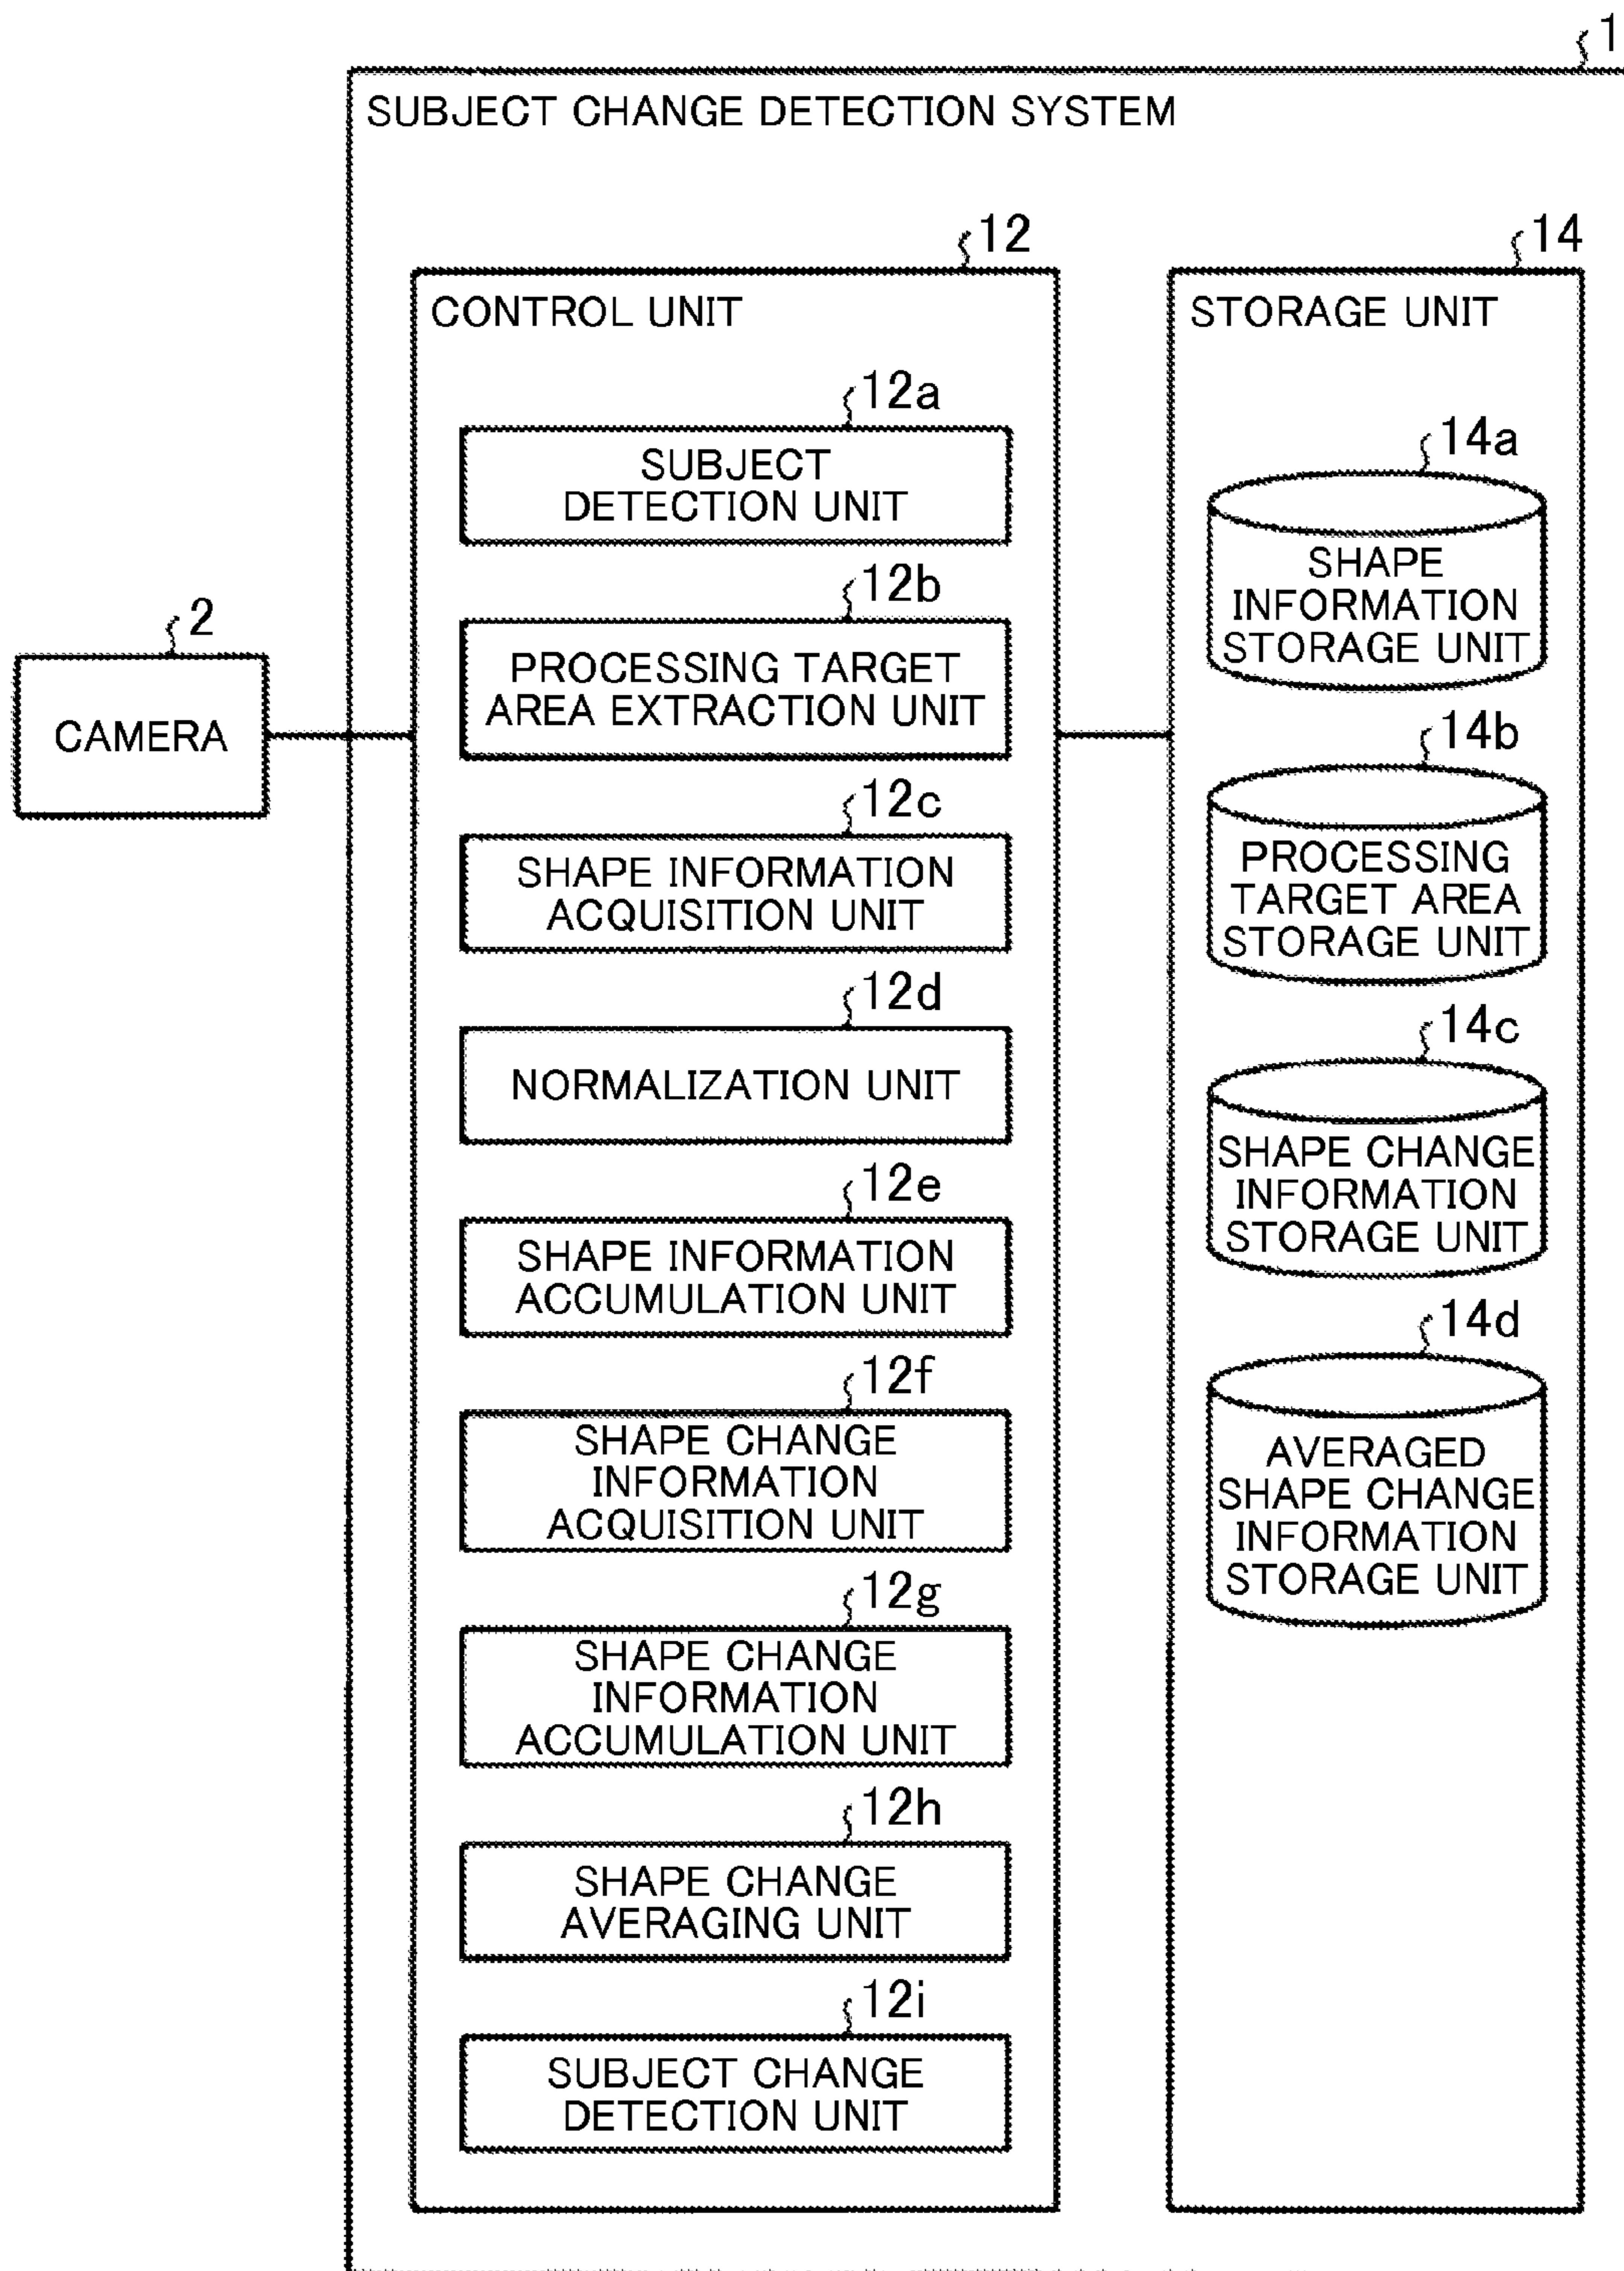 1
SUBJECT CHANGE DETECTION SYSTEM
2
CAMERA
12
CONTROL UNIT
12a
SUBJECT
DETECTION UNIT
12b
PROCESSING TARGET
AREA EXTRACTION UNIT
12c
SHAPE INFORMATION
ACQUISITION UNIT
12d
NORMALIZATION UNIT
12e
SHAPE INFORMATION
ACCUMULATION UNIT
12f
SHAPE CHANGE
INFORMATION
ACQUISITION UNIT
12g
SHAPE CHANGE
INFORMATION
ACCUMULATION UNIT
12h
SHAPE CHANGE
AVERAGING UNIT
12i
SUBJECT CHANGE
DETECTION UNIT
14
STORAGE UNIT
14a
SHAPE
INFORMATION
STORAGE UNIT
14b
PROCESSING
TARGET AREA
STORAGE UNIT
14c
SHAPE CHANGE
INFORMATION
STORAGE UNIT
14d
AVERAGED
SHAPE CHANGE
INFORMATION
STORAGE UNIT